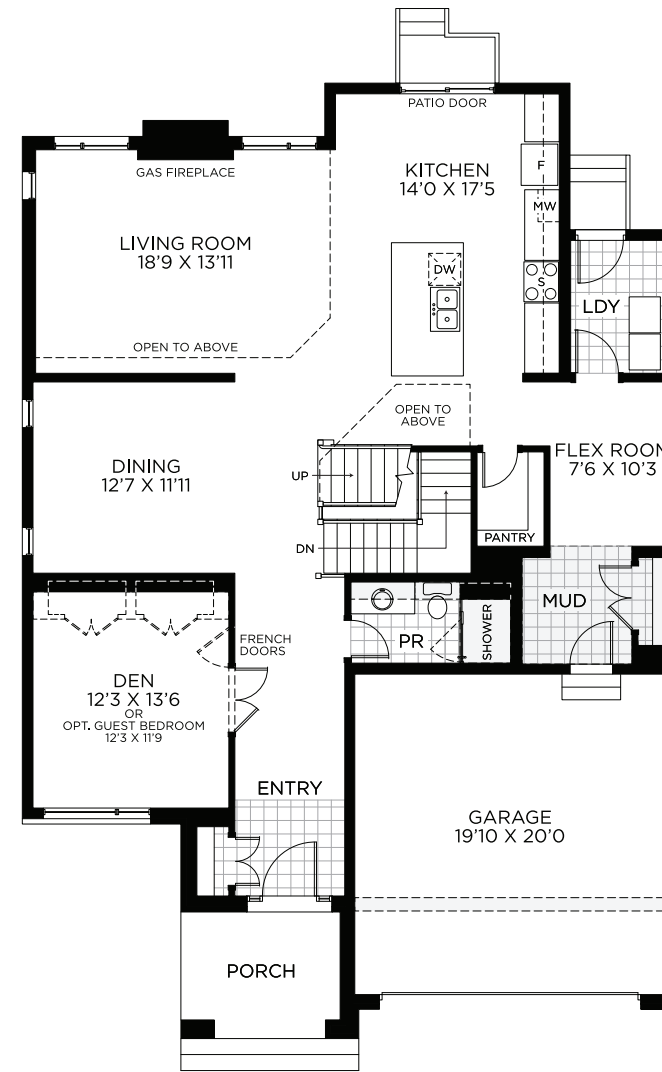 PATIO DOOR
GAS FIREPLACE
KITCHEN
14'0 X 17'5
F
MW
LIVING ROOM
18'9 X 13'11
DW
S
LDY
OPEN TO ABOVE
OPEN TO
ABOVE
DINING
12'7 X 11'11
UP
FLEX ROOM
7'6 X 10'3
DN
PANTRY
MUD
FRENCH
DOORS
PR
SHOWER
DEN
12'3 X 13'6
OR
OPT. GUEST BEDROOM
12'3 X 11'9
ENTRY
GARAGE
19'10 X 20'0
PORCH